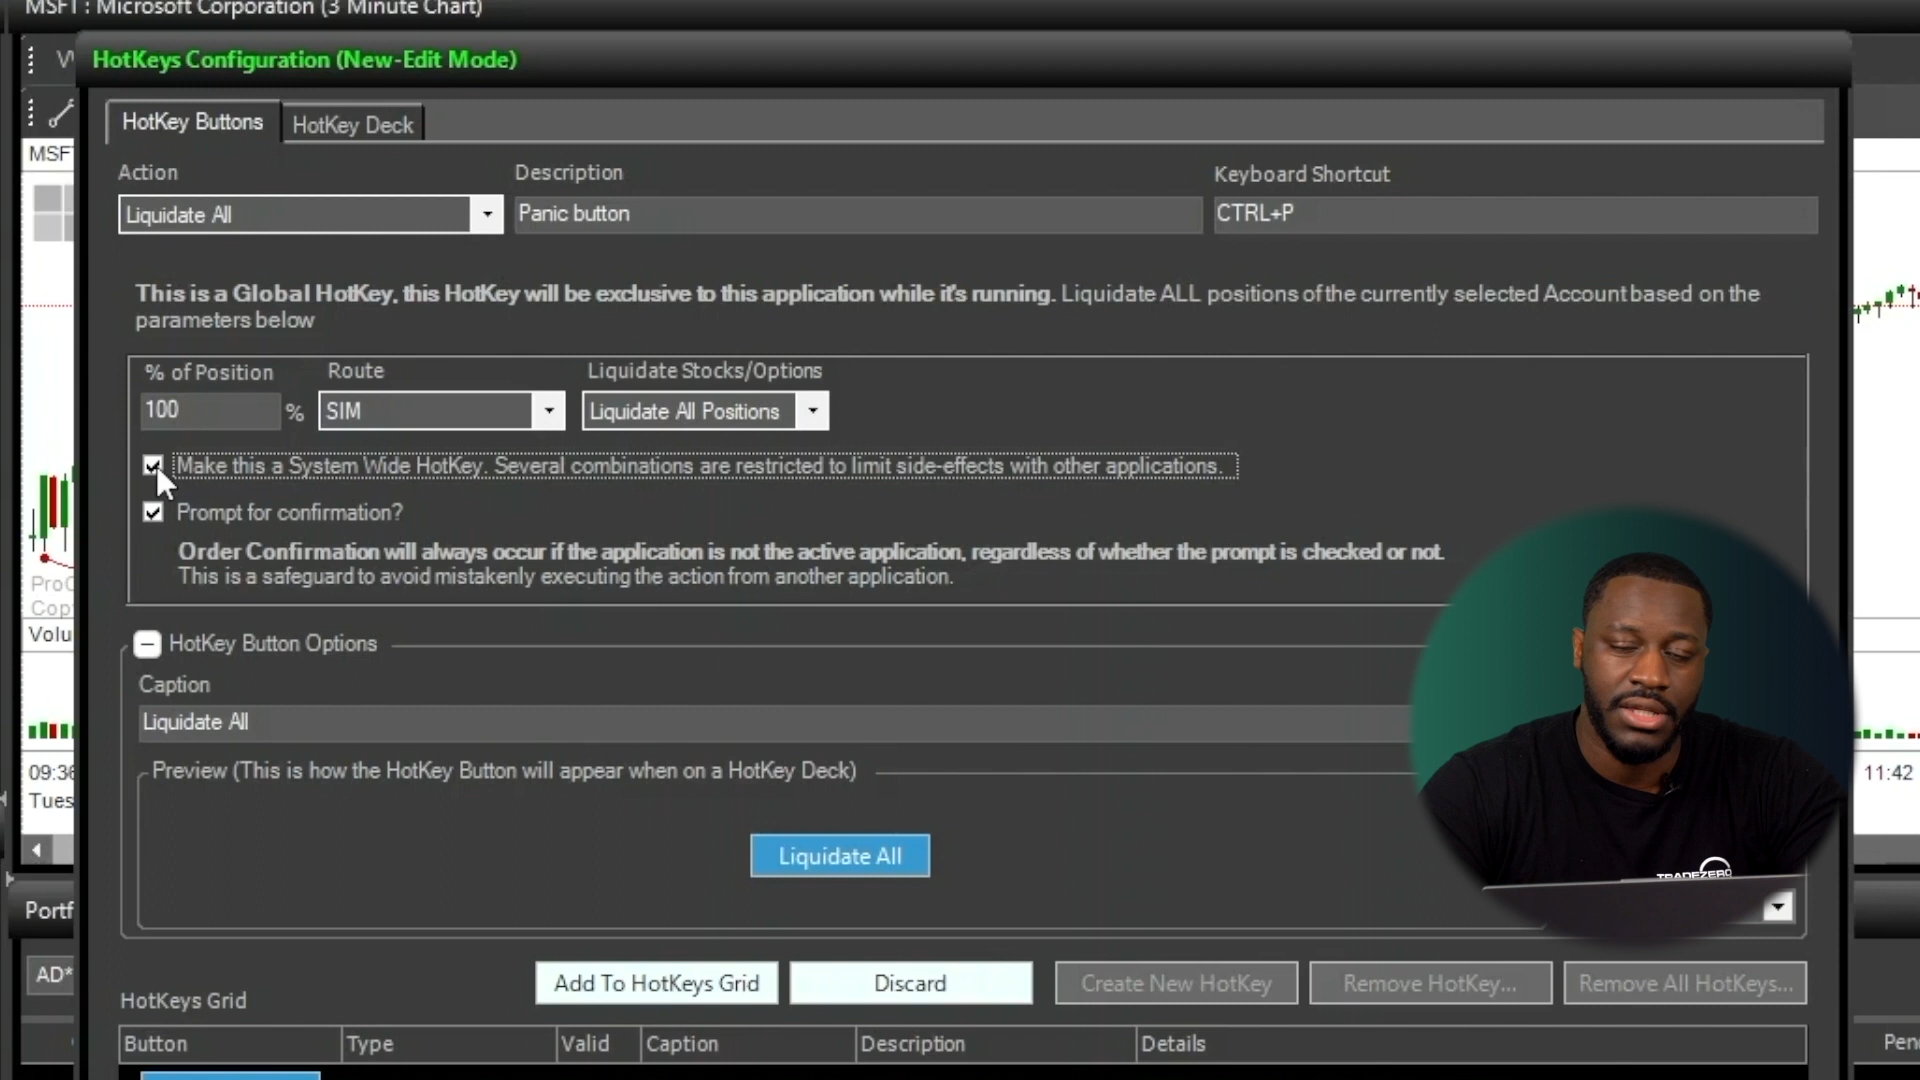 MSFT : Microsoft Corporation (3 Minute Chart)
HotKeys Configuration (New-Edit Mode)
HotKey Buttons
HotKey Deck
MSFT
Action
Description
Keyboard Shortcut
Liquidate All
Panic button
CTRL+P
This is a Global HotKey, this HotKey will be exclusive to this application while it's running. Liquidate ALL positions of the currently selected Account based on the
parameters below
% of Position
Route
Liquidate Stocks/Options
100
%
SIM
Liquidate All Positions
Make this a System Wide HotKey. Several combinations are restricted to limit side-effects with other applications.
Prompt for confirmation?
Order Confirmation will always occur if the application is not the active application, regardless of whether the prompt is checked or not.
This is a safeguard to avoid mistakenly executing the action from another application.
HotKey Button Options
Caption
Liquidate All
Preview (This is how the HotKey Button will appear when on a HotKey Deck)
Liquidate All
TRADEZERO
09:36
11:42
Tues
Volu
Portf
AD*
Add To HotKeys Grid
Discard
Create New HotKey
Remove HotKey...
Remove All HotKeys...
HotKeys Grid
Button
Type
Valid
Caption
Description
Details
Pen